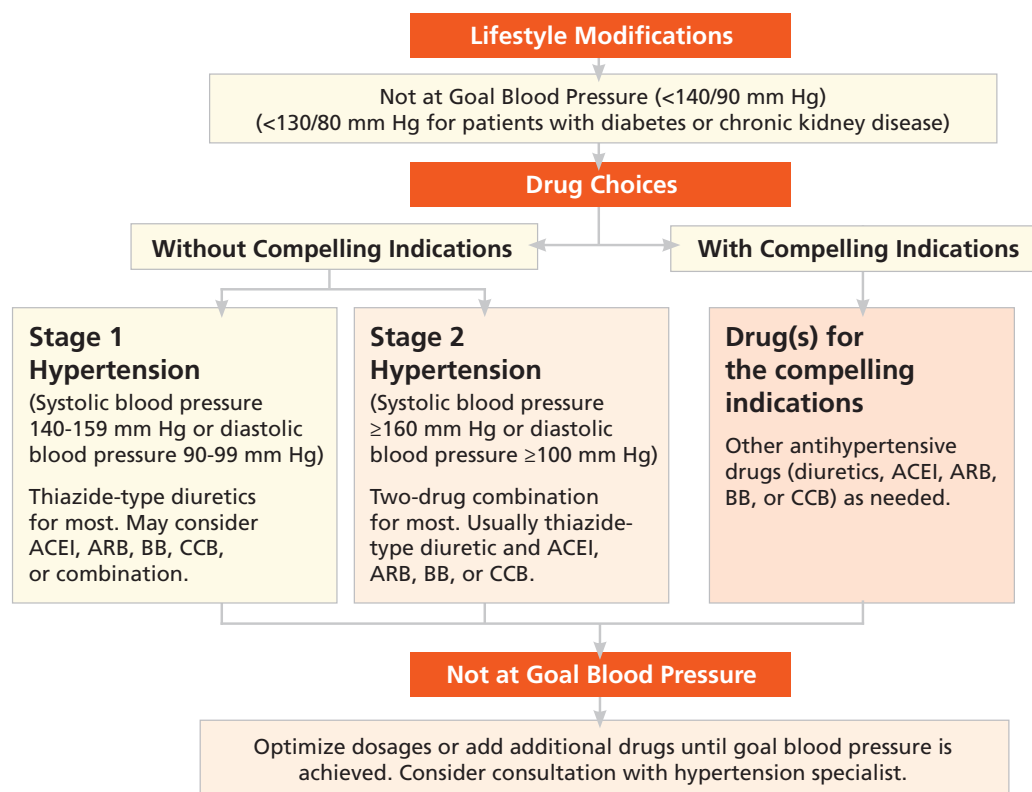 Lifestyle Modifications
Not at Goal Blood Pressure (<140/90 mm Hg)
(<130/80 mm Hg for patients with diabetes or chronic kidney disease)
Drug Choices
Without Compelling Indications
With Compelling Indications
Stage 1
Hypertension
(Systolic blood pressure
140-159 mm Hg or diastolic
blood pressure 90-99 mm Hg)
Thiazide-type diuretics
for most. May consider
ACEI, ARB, BB, CCB,
or combination.
Stage 2
Hypertension
(Systolic blood pressure
≥160 mm Hg or diastolic
blood pressure ≥100 mm Hg)
Two-drug combination
for most. Usually thiazide-
type diuretic and ACEI,
ARB, BB, or CCB.
Drug(s) for
the compelling
indications
Other antihypertensive
drugs (diuretics, ACEI, ARB,
BB, or CCB) as needed.
Not at Goal Blood Pressure
Optimize dosages or add additional drugs until goal blood pressure is
achieved. Consider consultation with hypertension specialist.